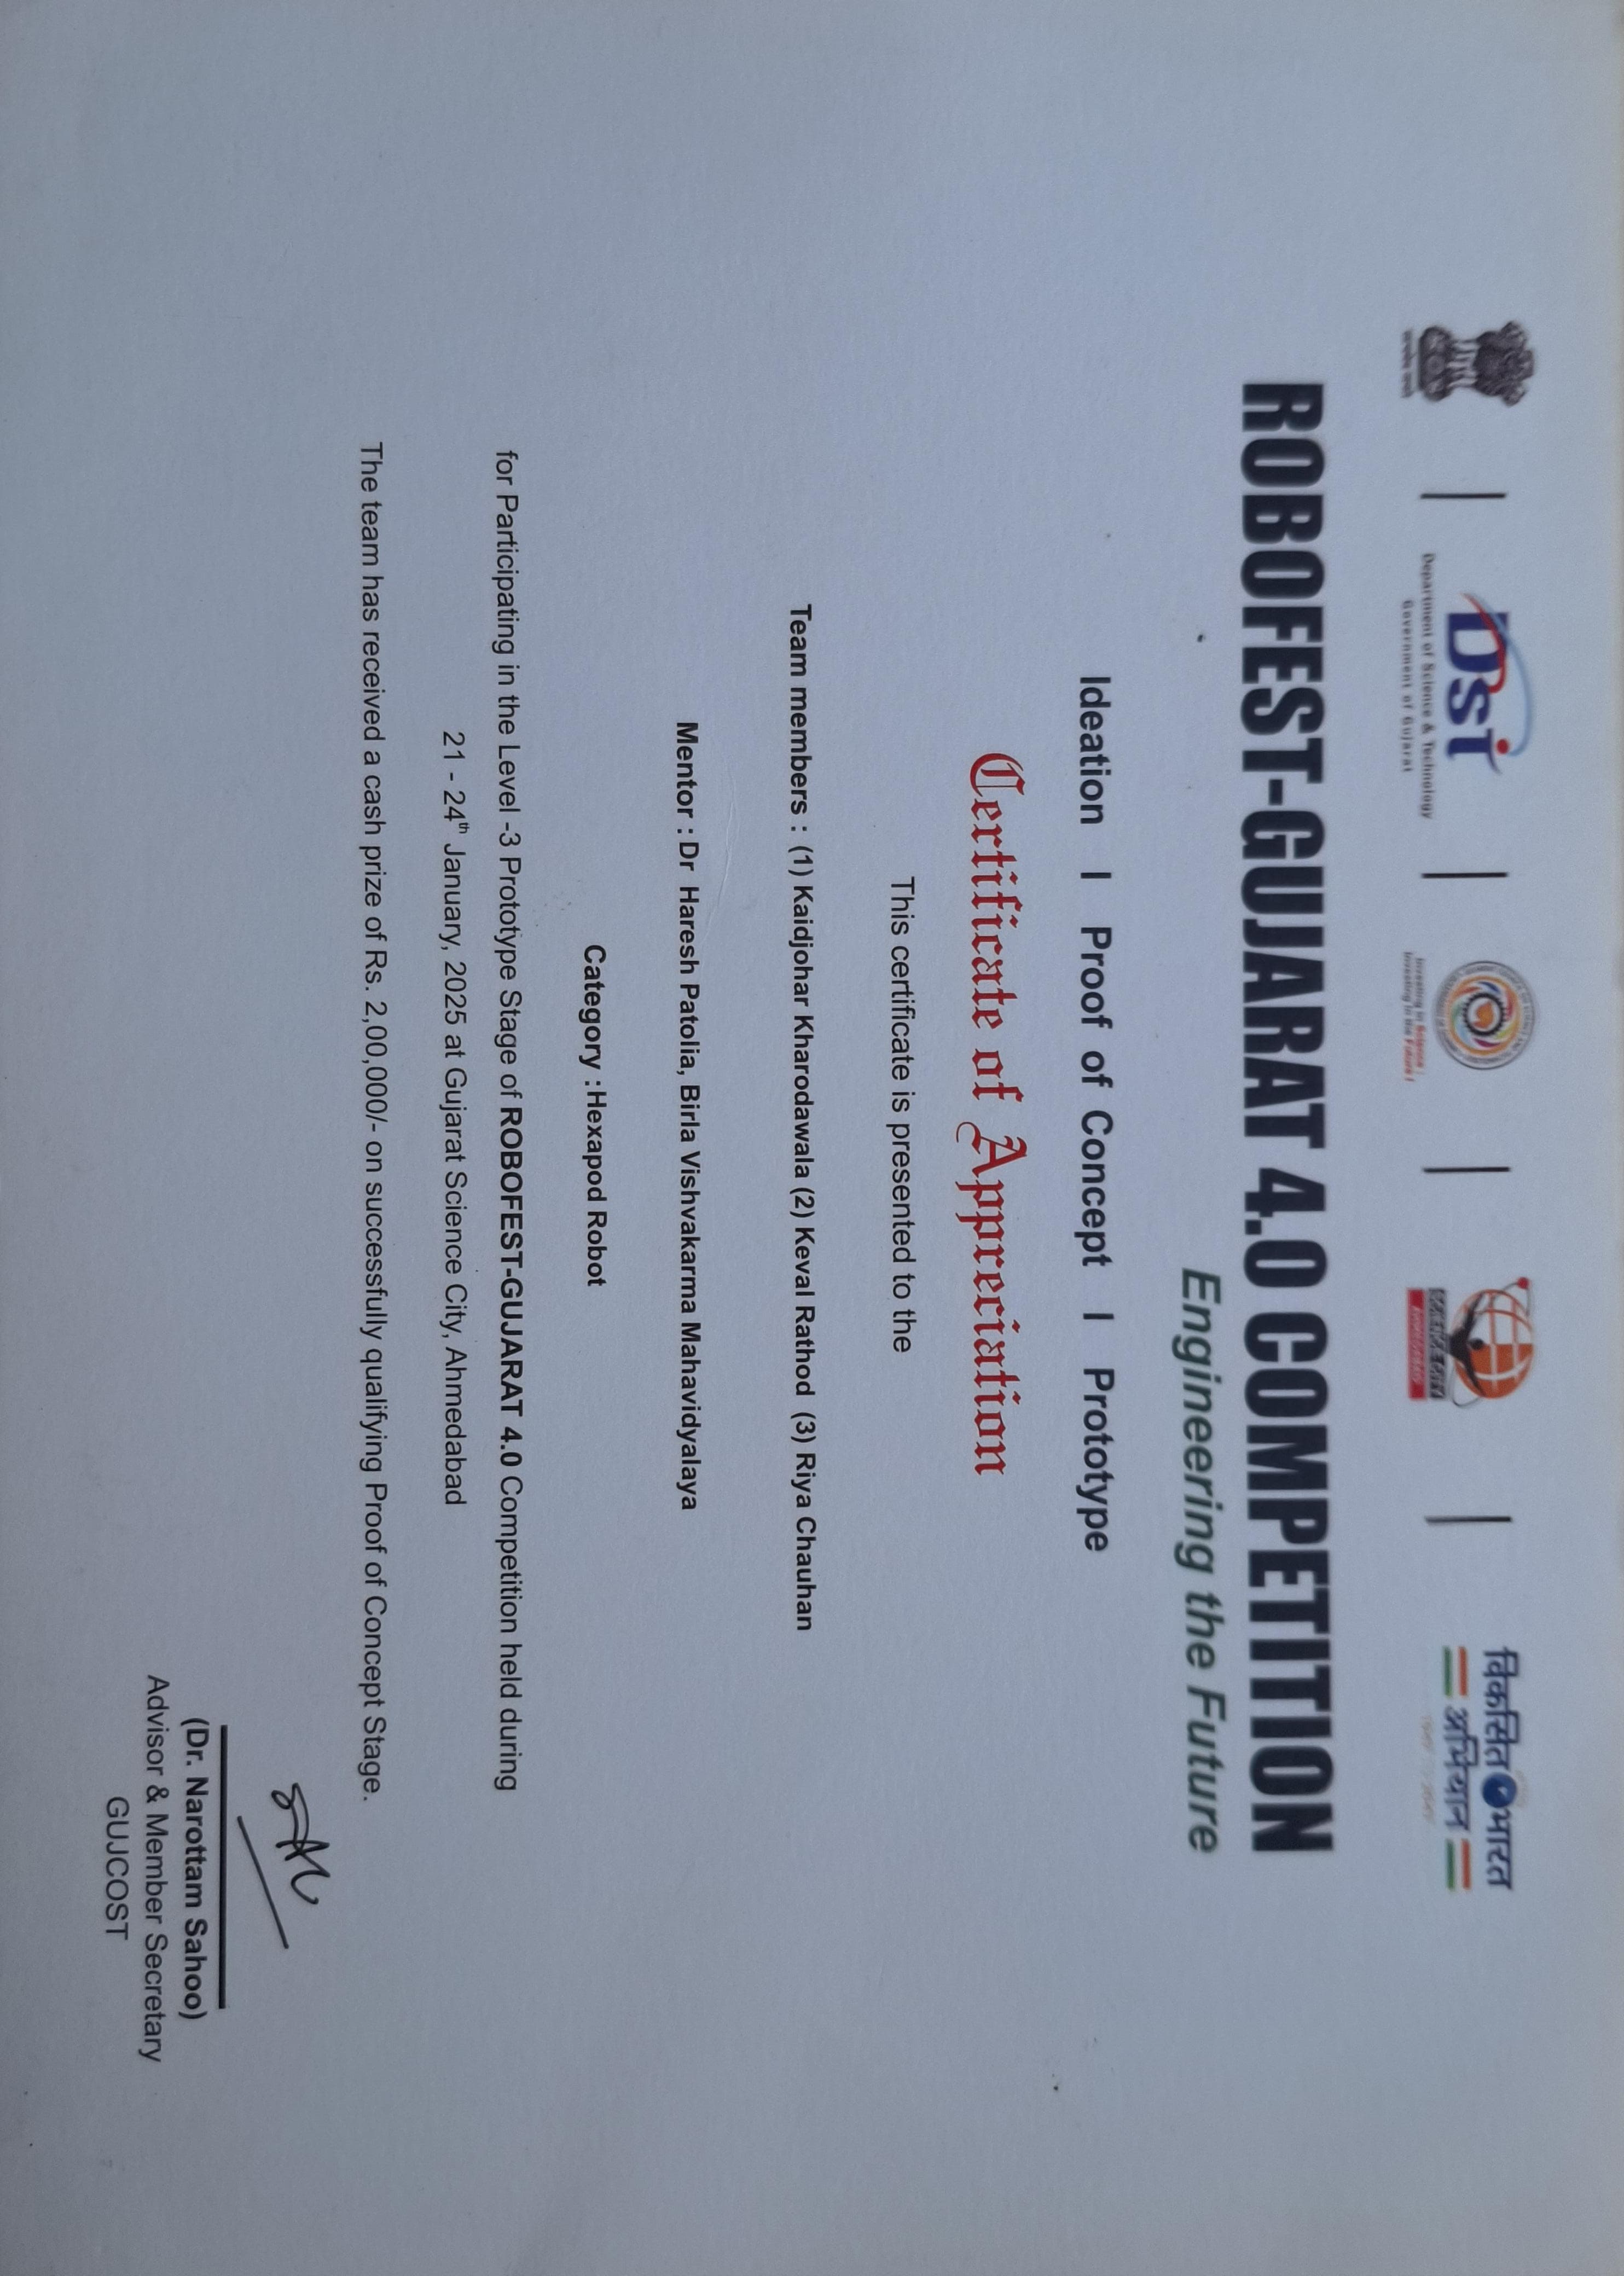 सत्यमेव जयते
Dst
Department of Science & Technology
Government of Gujarat
Investing in Science :
Investing in the Future !
SCIENCE CITY
AHMEDABAD
विकसित भारत
अभियान
ROBOFEST-GUJARAT 4.0 COMPETITION
Engineering the Future
Ideation I Proof of Concept I Prototype
Certificate of Appreciation
This certificate is presented to the
Team members : (1) Kaidjohar Kharodawala (2) Keval Rathod (3) Riya Chauhan
Mentor : Dr Haresh Patolia, Birla Vishvakarma Mahavidyalaya
Category : Hexapod Robot
for Participating in the Level -3 Prototype Stage of ROBOFEST-GUJARAT 4.0 Competition held during
21 - 24th January, 2025 at Gujarat Science City, Ahmedabad
The team has received a cash prize of Rs. 2,00,000/- on successfully qualifying Proof of Concept Stage.
(Dr. Narottam Sahoo)
Advisor & Member Secretary
GUJCOST